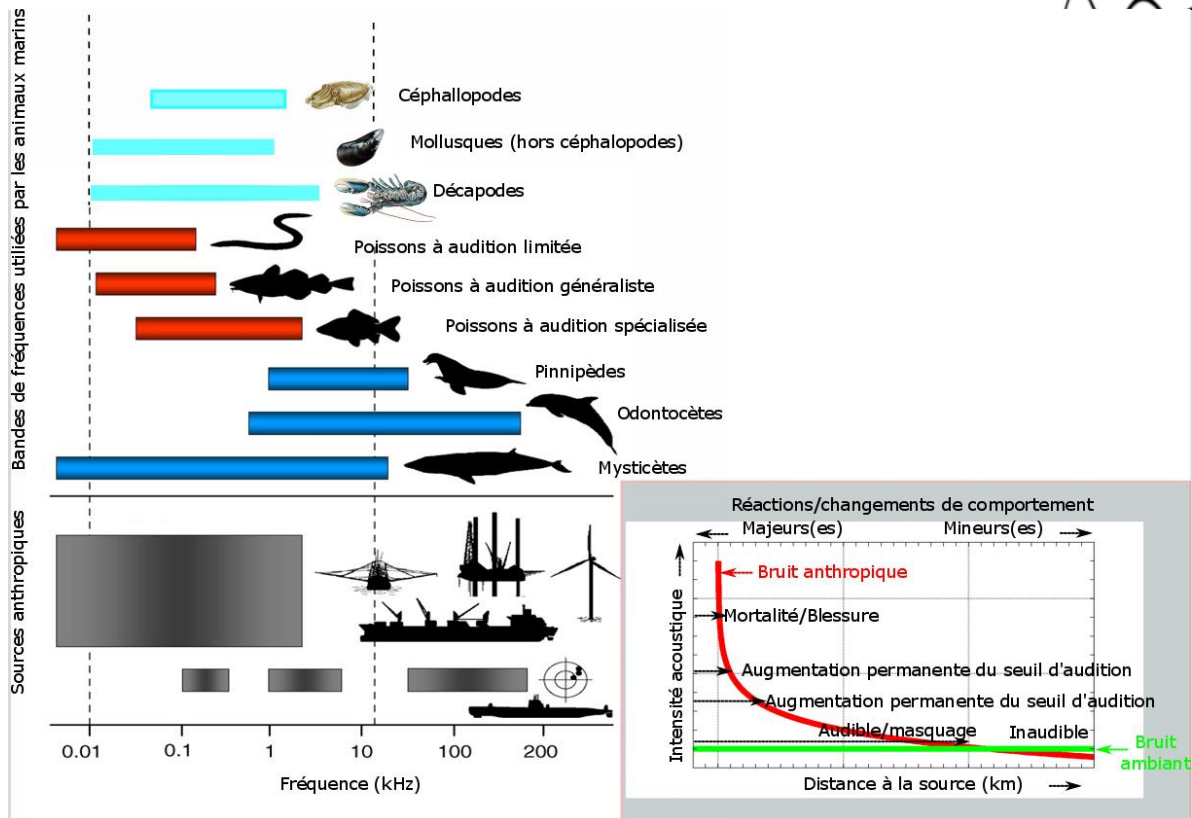 Bandes de fréquences utiliées par les animaux marins
Céphallopodes
Mollusques (hors céphalopodes)
Décapodes
Poissons à audition limitée
Poissons à audition généraliste
Poissons à audition spécialisée
Pinnipèdes
Odontocètes
Mysticètes
Sources anthropiques
0.01 0.1 1 10 100 200
Fréquence (kHz)
Réactions/changements de comportement
Majeurs(es) Mineurs(es)
Intensité acoustique
Bruit anthropique
Mortalité/Blessure
Augmentation permanente du seuil d'audition
Augmentation permanente du seuil d'audition
Audible/masquage Inaudible
Bruit
ambiant
Distance à la source (km)